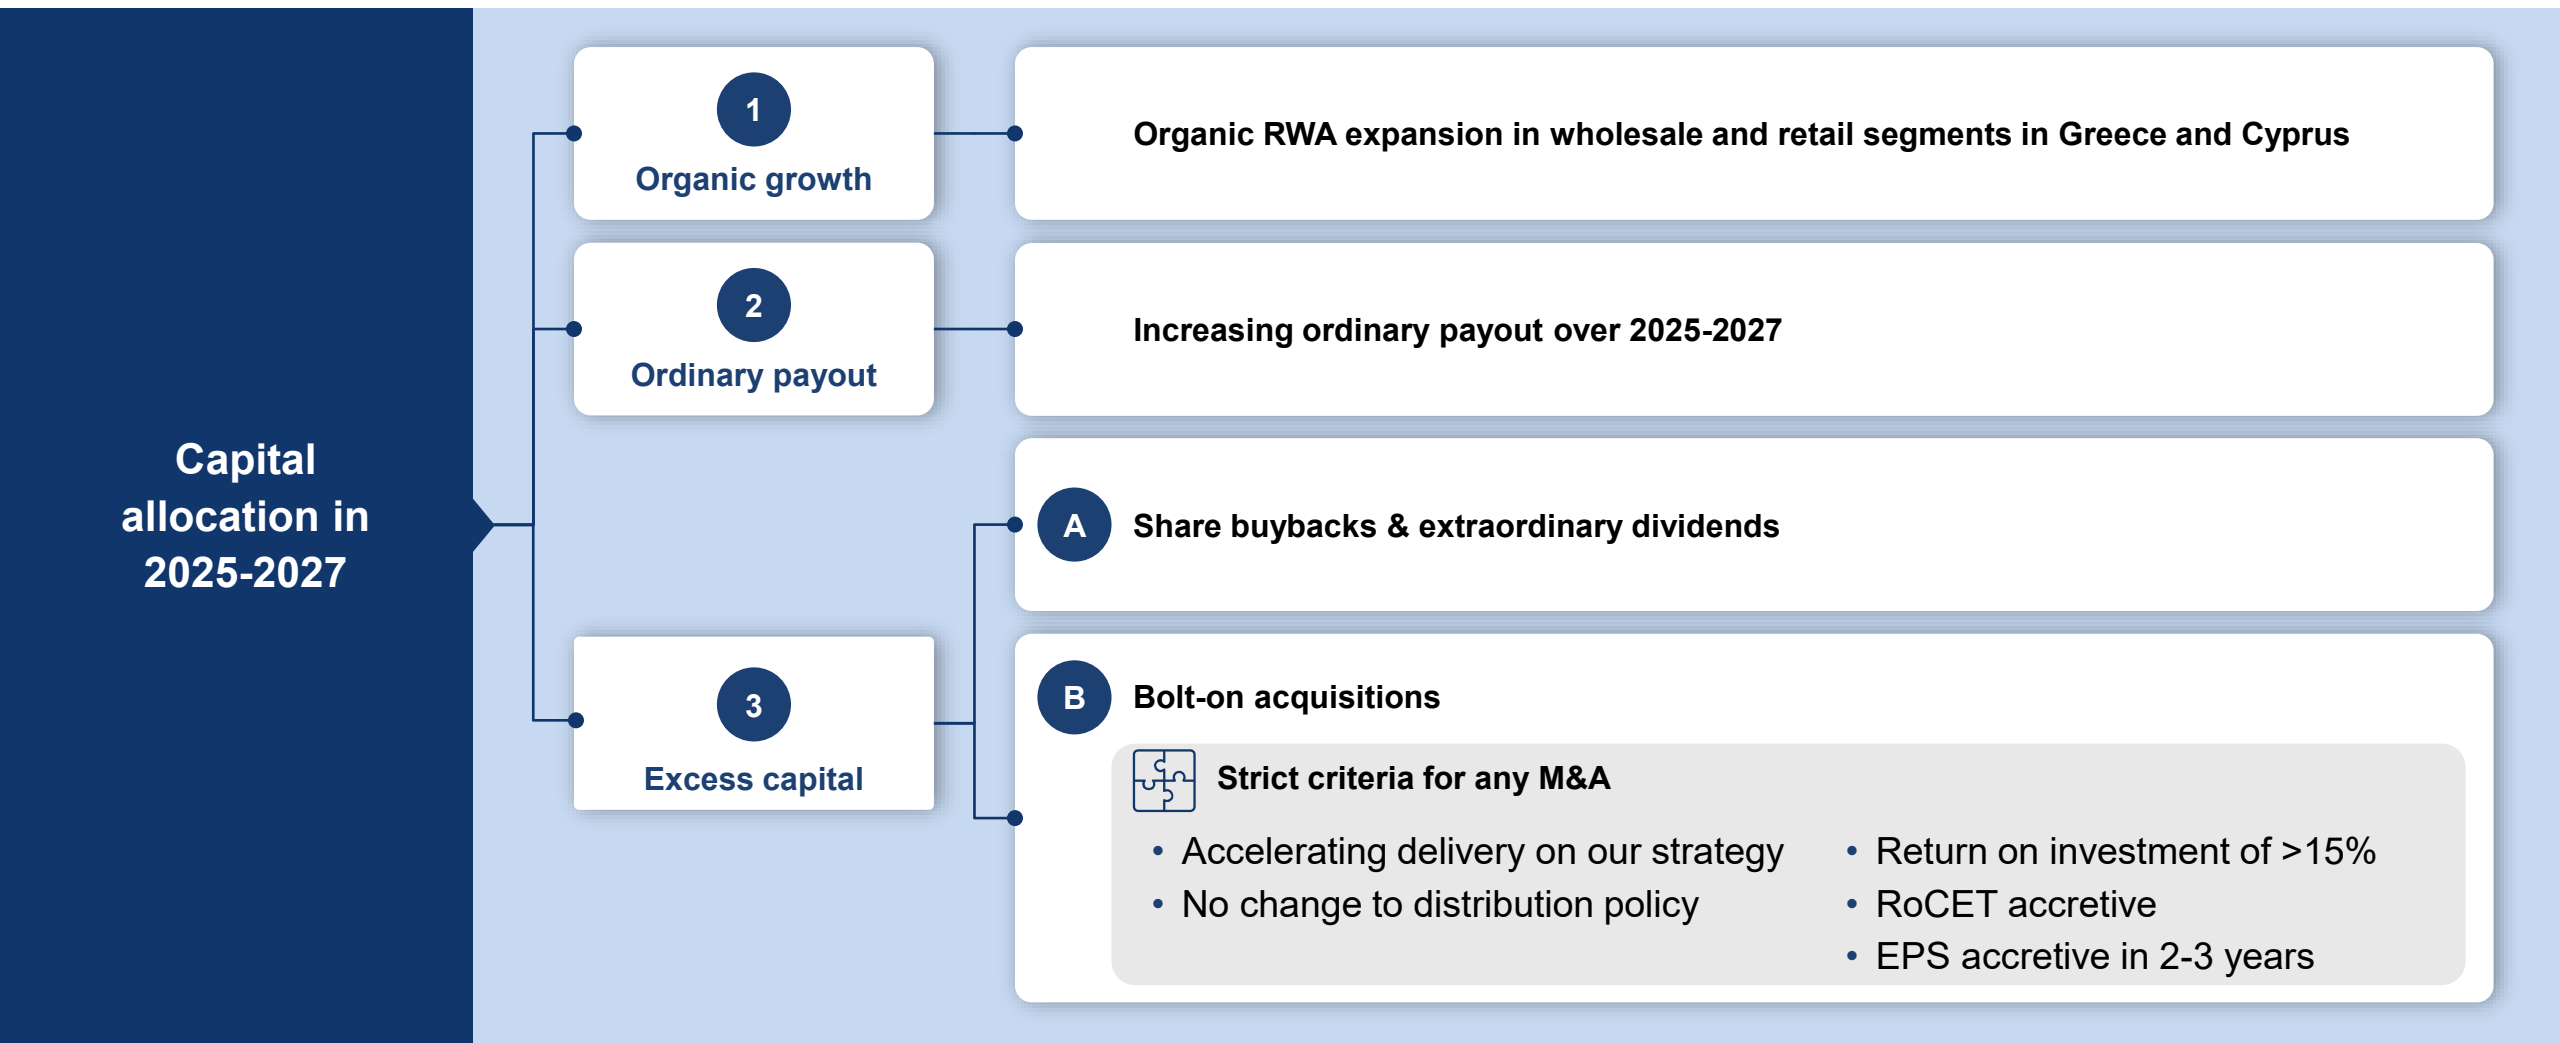 Capital
allocation in
2025-2027
1
Organic growth
Organic RWA expansion in wholesale and retail segments in Greece and Cyprus
2
Ordinary payout
Increasing ordinary payout over 2025-2027
3
Excess capital
A
Share buybacks & extraordinary dividends
B
Bolt-on acquisitions
Strict criteria for any M&A
• Accelerating delivery on our strategy
• No change to distribution policy
• Return on investment of >15%
• RoCET accretive
• EPS accretive in 2-3 years